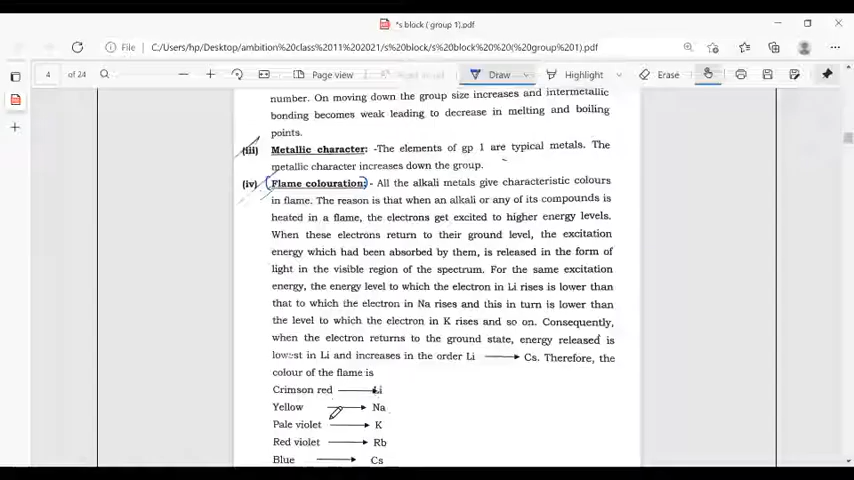 *s block ( group 1).pdf
File C:/Users/hp/Desktop/ambition%20class%2011%202021/s%20block/s%20block%20%20(%20group%201).pdf
4 of 24 Page view Read aloud Draw Highlight Erase
number. On moving down the group size increases and intermetallic
bonding becomes weak leading to decrease in melting and boiling
points.
(iii) Metallic character: -The elements of gp 1 are typical metals. The
metallic character increases down the group.
(iv) Flame colouration: - All the alkali metals give characteristic colours
in flame. The reason is that when an alkali or any of its compounds is
heated in a flame, the electrons get excited to higher energy levels.
When these electrons return to their ground level, the excitation
energy which had been absorbed by them, is released in the form of
light in the visible region of the spectrum. For the same excitation
energy, the energy level to which the electron in Li rises is lower than
that to which the electron in Na rises and this in turn is lower than
the level to which the electron in K rises and so on. Consequently,
when the electron returns to the ground state, energy released is
lowest in Li and increases in the order Li → Cs. Therefore, the
colour of the flame is
Crimson red → Li
Yellow → Na
Pale violet → K
Red violet → Rb
Blue → Cs